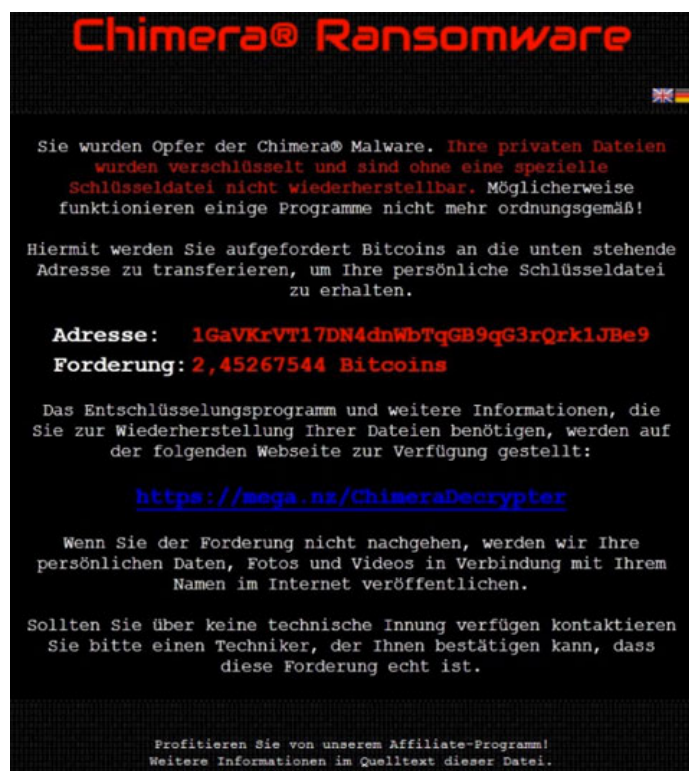 Chimera® Ransomware
Sie wurden Opfer der Chimera® Malware. Ihre privaten Dateien
wurden verschlüsselt und sind ohne eine spezielle
Schlüsseldatei nicht wiederherstellbar. Möglicherweise
funktionieren einige Programme nicht mehr ordnungsgemäß!
Hiermit werden Sie aufgefordert Bitcoins an die unten stehende
Adresse zu transferieren, um Ihre persönliche Schlüsseldatei
zu erhalten.
Adresse: 1GaVKrVT17DN4dnWbTqGB9qG3rQrk1JBe9
Forderung: 2,45267544 Bitcoins
Das Entschlüsselungsprogramm und weitere Informationen, die
Sie zur Wiederherstellung Ihrer Dateien benötigen, werden auf
der folgenden Webseite zur Verfügung gestellt:
https://mega.nz/ChimeraDecrypter
Wenn Sie der Forderung nicht nachgehen, werden wir Ihre
persönlichen Daten, Fotos und Videos in Verbindung mit Ihrem
Namen im Internet veröffentlichen.
Sollten Sie über keine technische Innung verfügen kontaktieren
Sie bitte einen Techniker, der Ihnen bestätigen kann, dass
diese Forderung echt ist.
Profitieren Sie von unserem Affiliate-Programm!
Weitere Informationen im Quelltext dieser Datei.